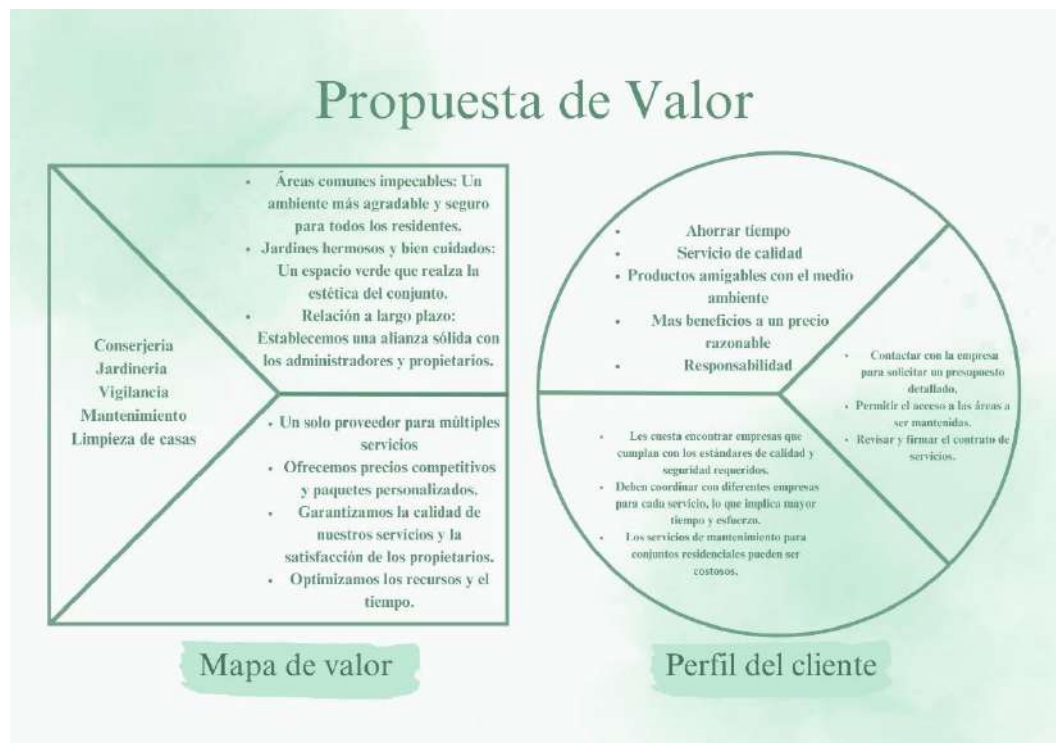 Propuesta de Valor
• Áreas comunes impecables: Un
ambiente más agradable y seguro
para todos los residentes.
• Jardines hermosos y bien cuidados:
Un espacio verde que realza la
estética del conjunto.
• Relación a largo plazo:
Establecemos una alianza sólida con
los administradores y propietarios.
Conserjeria
Jardineria
Vigilancia
Mantenimiento
Limpieza de casas
• Un solo proveedor para múltiples
servicios
• Ofrecemos precios competitivos
y paquetes personalizados.
• Garantizamos la calidad de
nuestros servicios y la
satisfacción de los propietarios.
• Optimizamos los recursos y el
tiempo.
Mapa de valor
• Ahorrar tiempo
• Servicio de calidad
• Productos amigables con el medio
ambiente
• Mas beneficios a un precio
razonable
• Responsabilidad
• Contactar con la empresa
para solicitar un presupuesto
detallado.
• Permitir el acceso a las áreas a
ser mantenidas.
• Revisar y firmar el contrato de
servicios.
• Les cuesta encontrar empresas que
cumplan con los estándares de calidad y
seguridad requeridos.
• Deben coordinar con diferentes empresas
para cada servicio, lo que implica mayor
tiempo y esfuerzo.
• Los servicios de mantenimiento para
conjuntos residenciales pueden ser
costosos.
Perfil del cliente